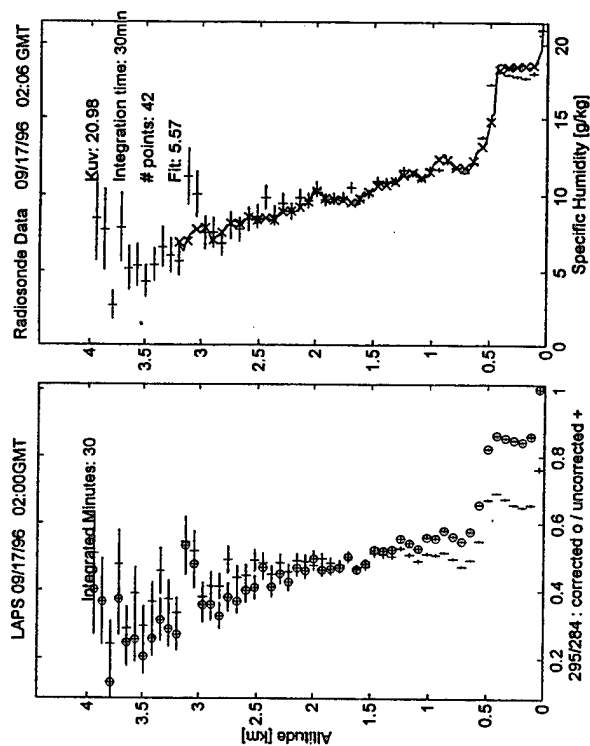 Radiosonde Data 09/17/96 02:06 GMT
Kuv: 20.98
Integration time: 30min
# points: 42
Fit: 5.57
4
3.5
3
2.5
2
1.5
1
0.5
0
0
5
10
15
20
Specific Humidity [g/kg]
LAPS 09/17/96 02:00GMT
Integrated Minutes: 30
Altitude [km]
4
3.5
3
2.5
2
1.5
1
0.5
0
0.2
0.4
0.6
0.8
1
295/284 : corrected o / uncorrected +